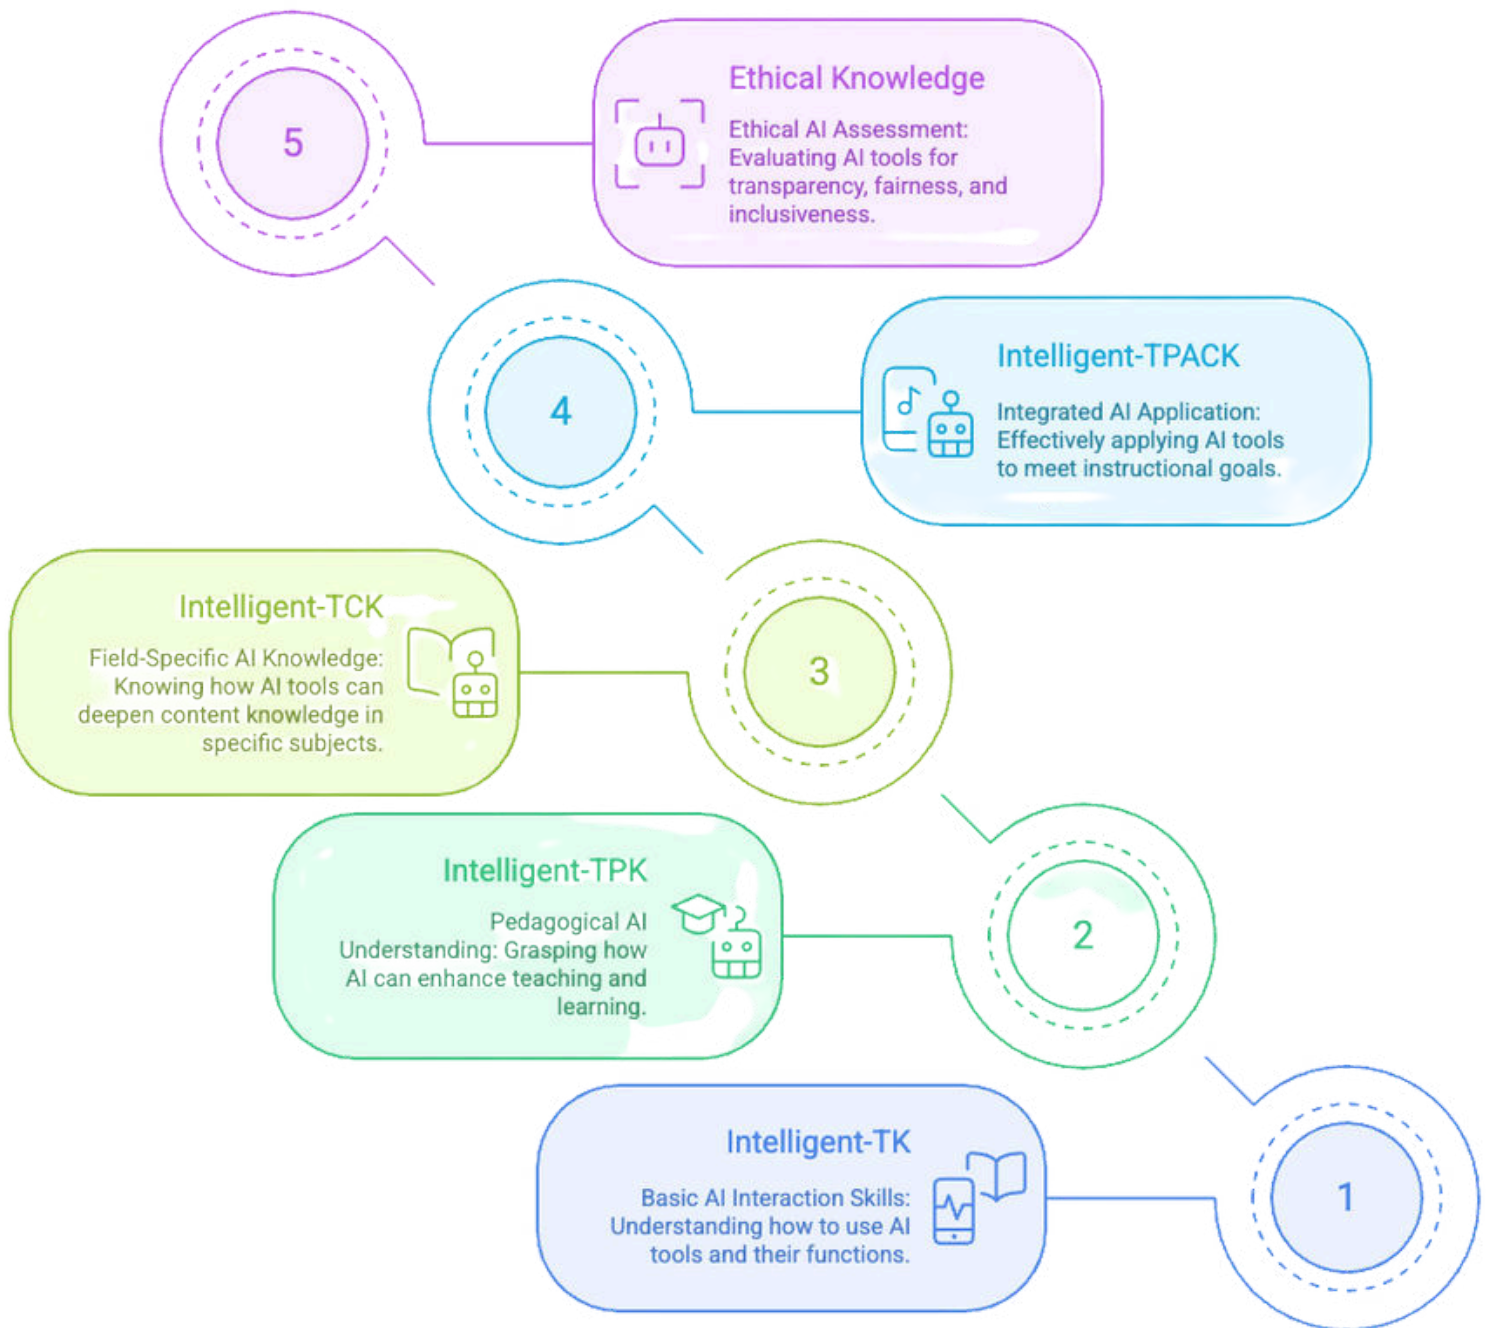 5
Ethical Knowledge
Ethical AI Assessment:
Evaluating AI tools for
transparency, fairness, and
inclusiveness.
4
Intelligent-TPACK
Integrated AI Application:
Effectively applying AI tools
to meet instructional goals.
Intelligent-TCK
Field-Specific AI Knowledge:
Knowing how AI tools can
deepen content knowledge in
specific subjects.
3
Intelligent-TPK
Pedagogical AI
Understanding: Grasping how
AI can enhance teaching and
learning.
2
Intelligent-TK
Basic AI Interaction Skills:
Understanding how to use AI
tools and their functions.
1